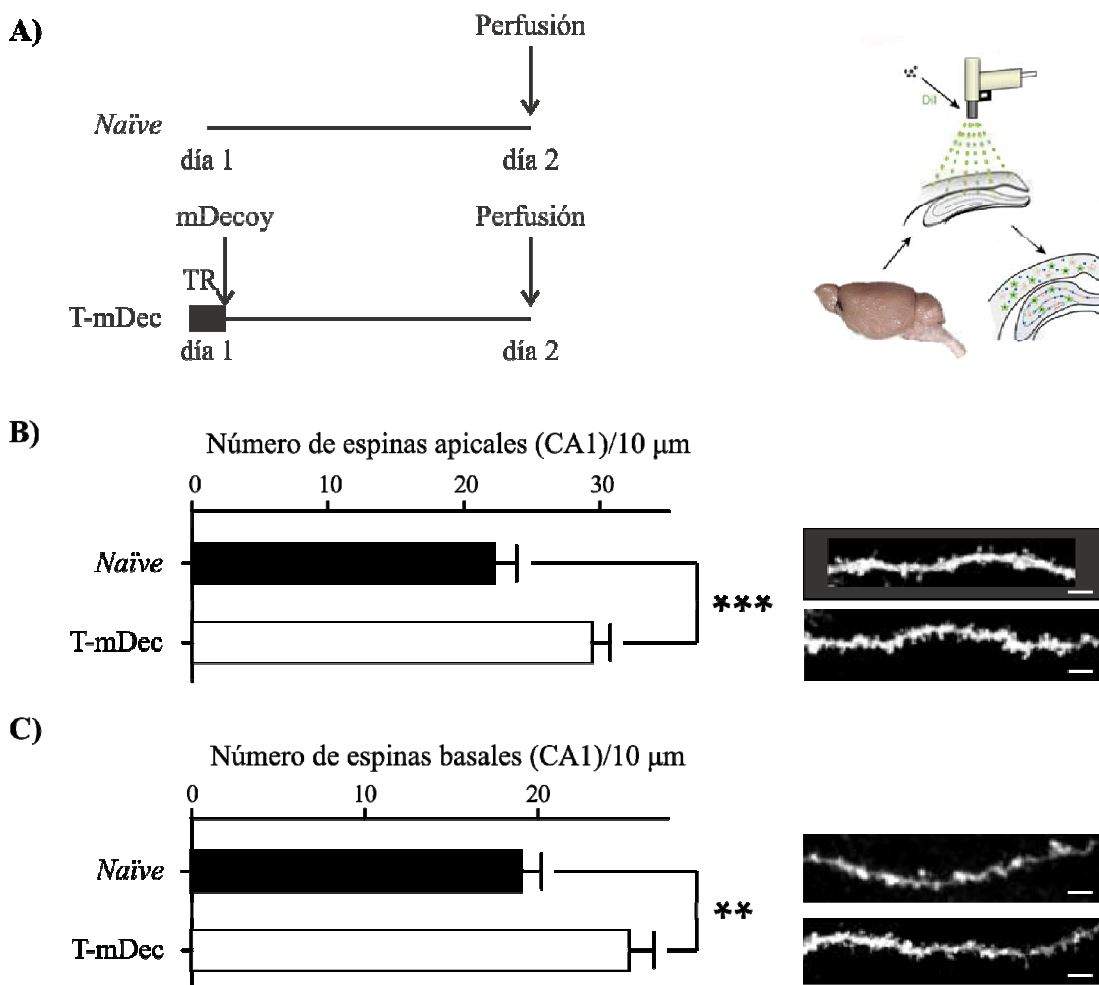 A)
Perfusión
Naïve
día 1 día 2
mDecoy Perfusión
TR
T-mDec
día 1 día 2
DiI
B)
Número de espinas apicales (CA1)/10 µm
0 10 20 30
Naïve
***
T-mDec
C)
Número de espinas basales (CA1)/10 µm
0 10 20
Naïve
**
T-mDec